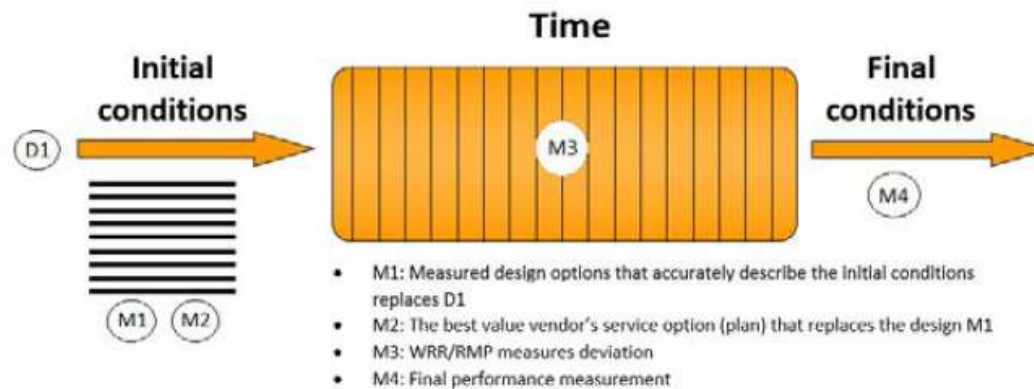 Time
Initial
conditions
Final
conditions
D1
M3
M4
M1 M2
• M1: Measured design options that accurately describe the initial conditions
replaces D1
• M2: The best value vendor's service option (plan) that replaces the design M1
• M3: WRR/RMP measures deviation
• M4: Final performance measurement